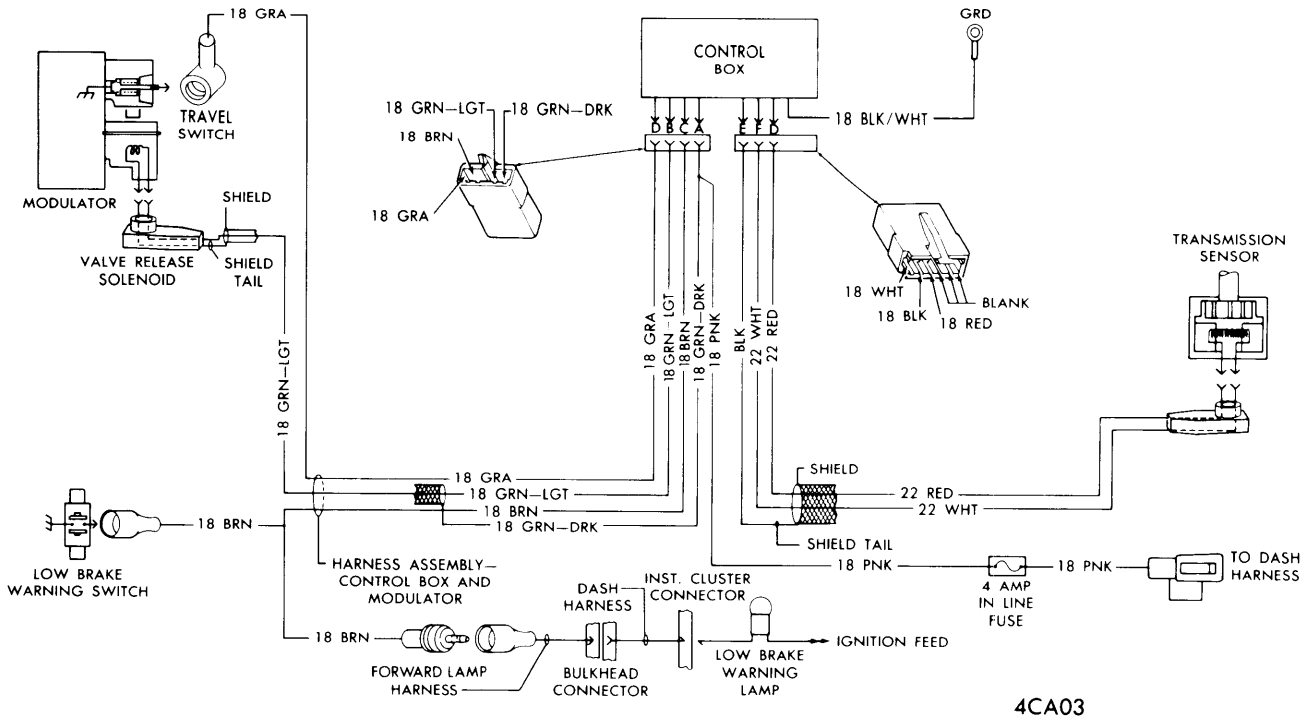 18 GRA
GRD
CONTROL
BOX
18 GRN-LGT
18 GRN-DRK
18 BRN
18 GRA
D B C A
E F D
18 BLK/WHT
TRAVEL
SWITCH
MODULATOR
SHIELD
VALVE RELEASE
SOLENOID
SHIELD
TAIL
TRANSMISSION
SENSOR
18 WHT
18 BLK
18 RED
BLANK
18 GRN-LGT
18 GRA
18 GRN-LGT
18 BRN
18 GRN-DRK
18 PNK
BLK
22 WHT
22 RED
18 GRA
18 GRN-LGT
18 BRN
18 GRN-DRK
SHIELD
22 RED
22 WHT
SHIELD TAIL
18 BRN
LOW BRAKE
WARNING SWITCH
HARNESS ASSEMBLY—
CONTROL BOX AND
MODULATOR
18 PNK
4 AMP
IN LINE
FUSE
18 PNK
TO DASH
HARNESS
DASH
HARNESS
INST. CLUSTER
CONNECTOR
18 BRN
FORWARD LAMP
HARNESS
BULKHEAD
CONNECTOR
LOW BRAKE
WARNING
LAMP
IGNITION FEED
4CA03